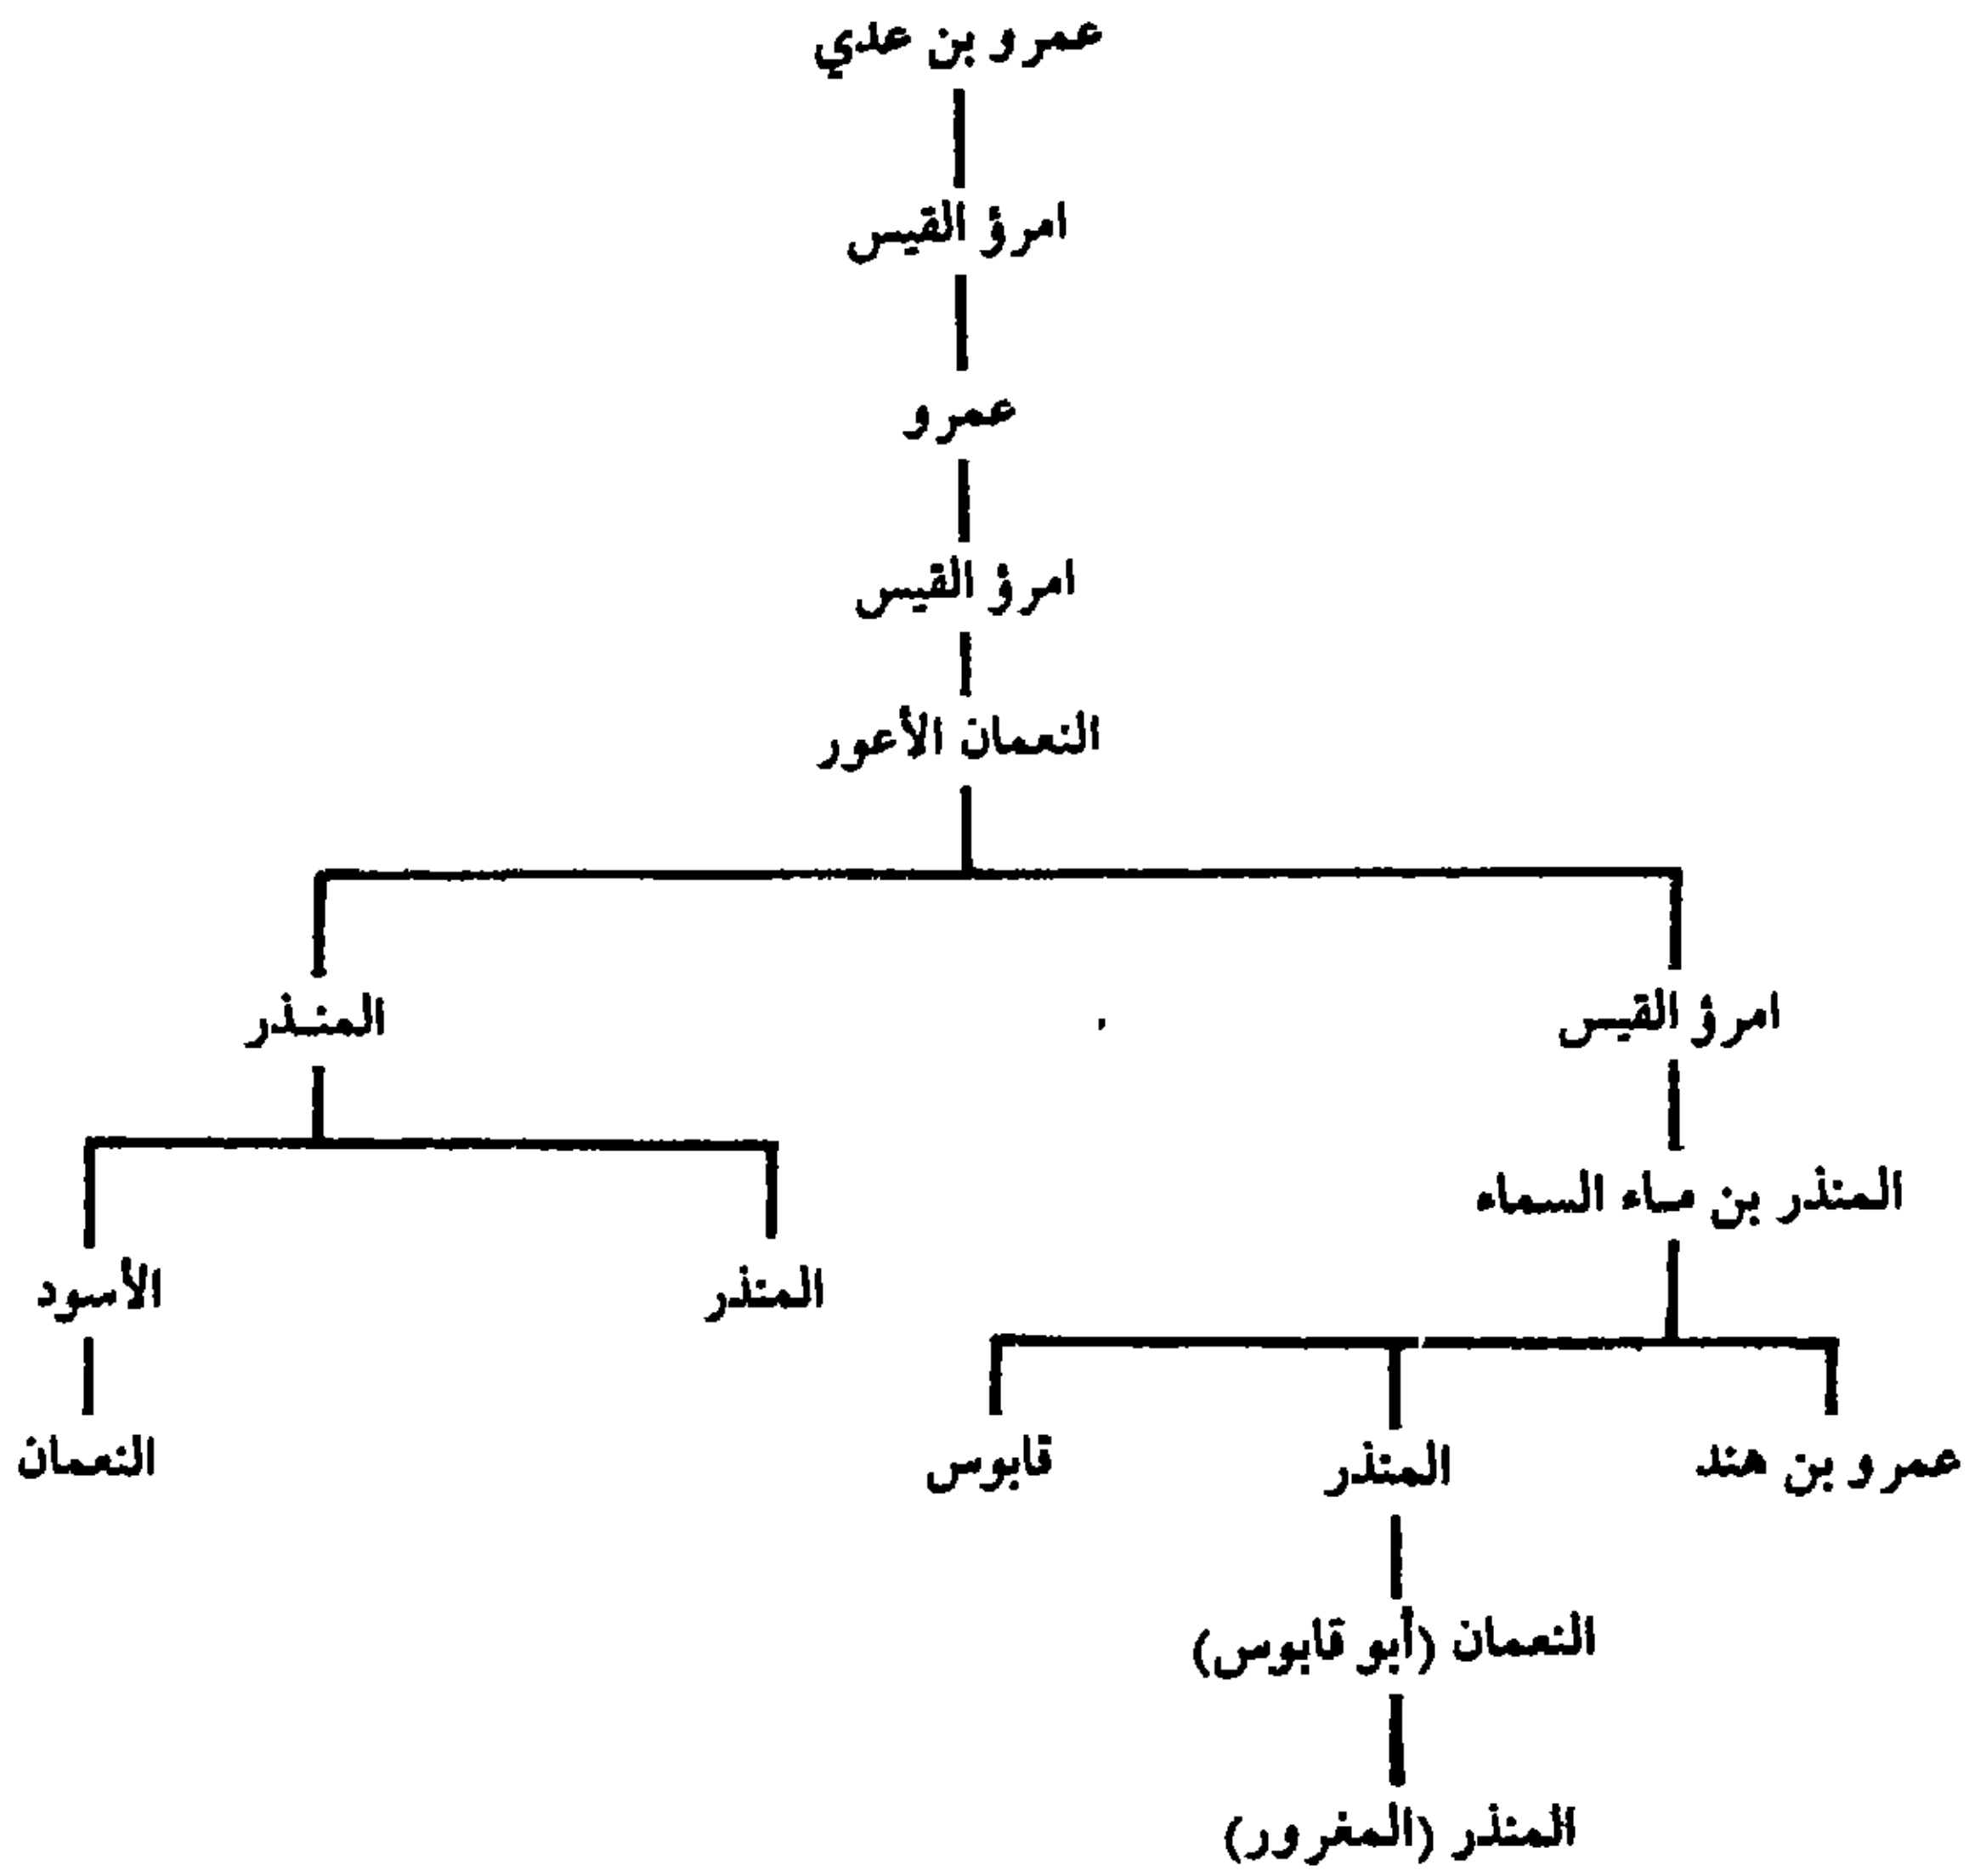 عمرو بن عدي
امرؤ القيس
عمرو
امرؤ القيس
النعمان الأعور
امرؤ القيس
المنذر
المنذر بن ماء السماء
المنذر
الأسود
عمرو بن هند
المنذر
قابوس
النعمان
النعمان (أبو قابوس)
المنذر (المغرور)